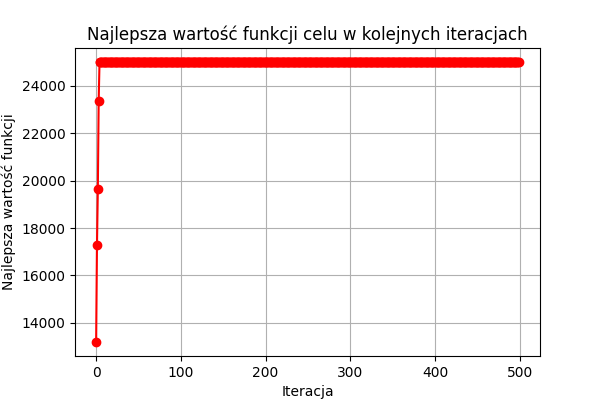 Najlepsza wartość funkcji celu w kolejnych iteracjach
Najlepsza wartość funkcji
24000
22000
20000
18000
16000
14000
0 100 200 300 400 500
Iteracja